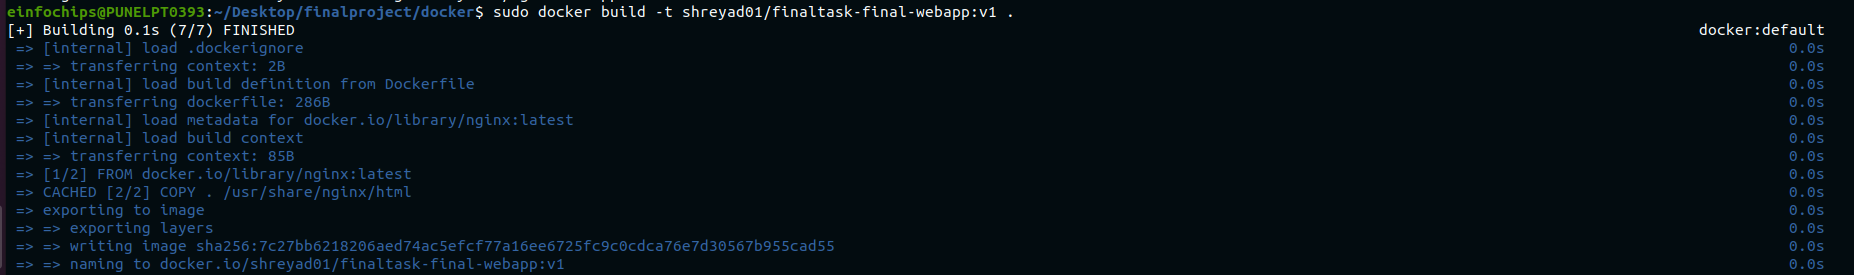 einfochips@PUNELPT0393:~/Desktop/finalproject/docker$ sudo docker build -t shreyad01/finaltask-final-webapp:v1 .
[+] Building 0.1s (7/7) FINISHED docker:default
=> [internal] load .dockerignore 0.0s
=> => transferring context: 2B 0.0s
=> [internal] load build definition from Dockerfile 0.0s
=> => transferring dockerfile: 286B 0.0s
=> [internal] load metadata for docker.io/library/nginx:latest 0.0s
=> [internal] load build context 0.0s
=> => transferring context: 85B 0.0s
=> [1/2] FROM docker.io/library/nginx:latest 0.0s
=> CACHED [2/2] COPY . /usr/share/nginx/html 0.0s
=> exporting to image 0.0s
=> => exporting layers 0.0s
=> => writing image sha256:7c27bb6218206aed74ac5efcf77a16ee6725fc9c0cdca76e7d30567b955cad55 0.0s
=> => naming to docker.io/shreyad01/finaltask-final-webapp:v1 0.0s